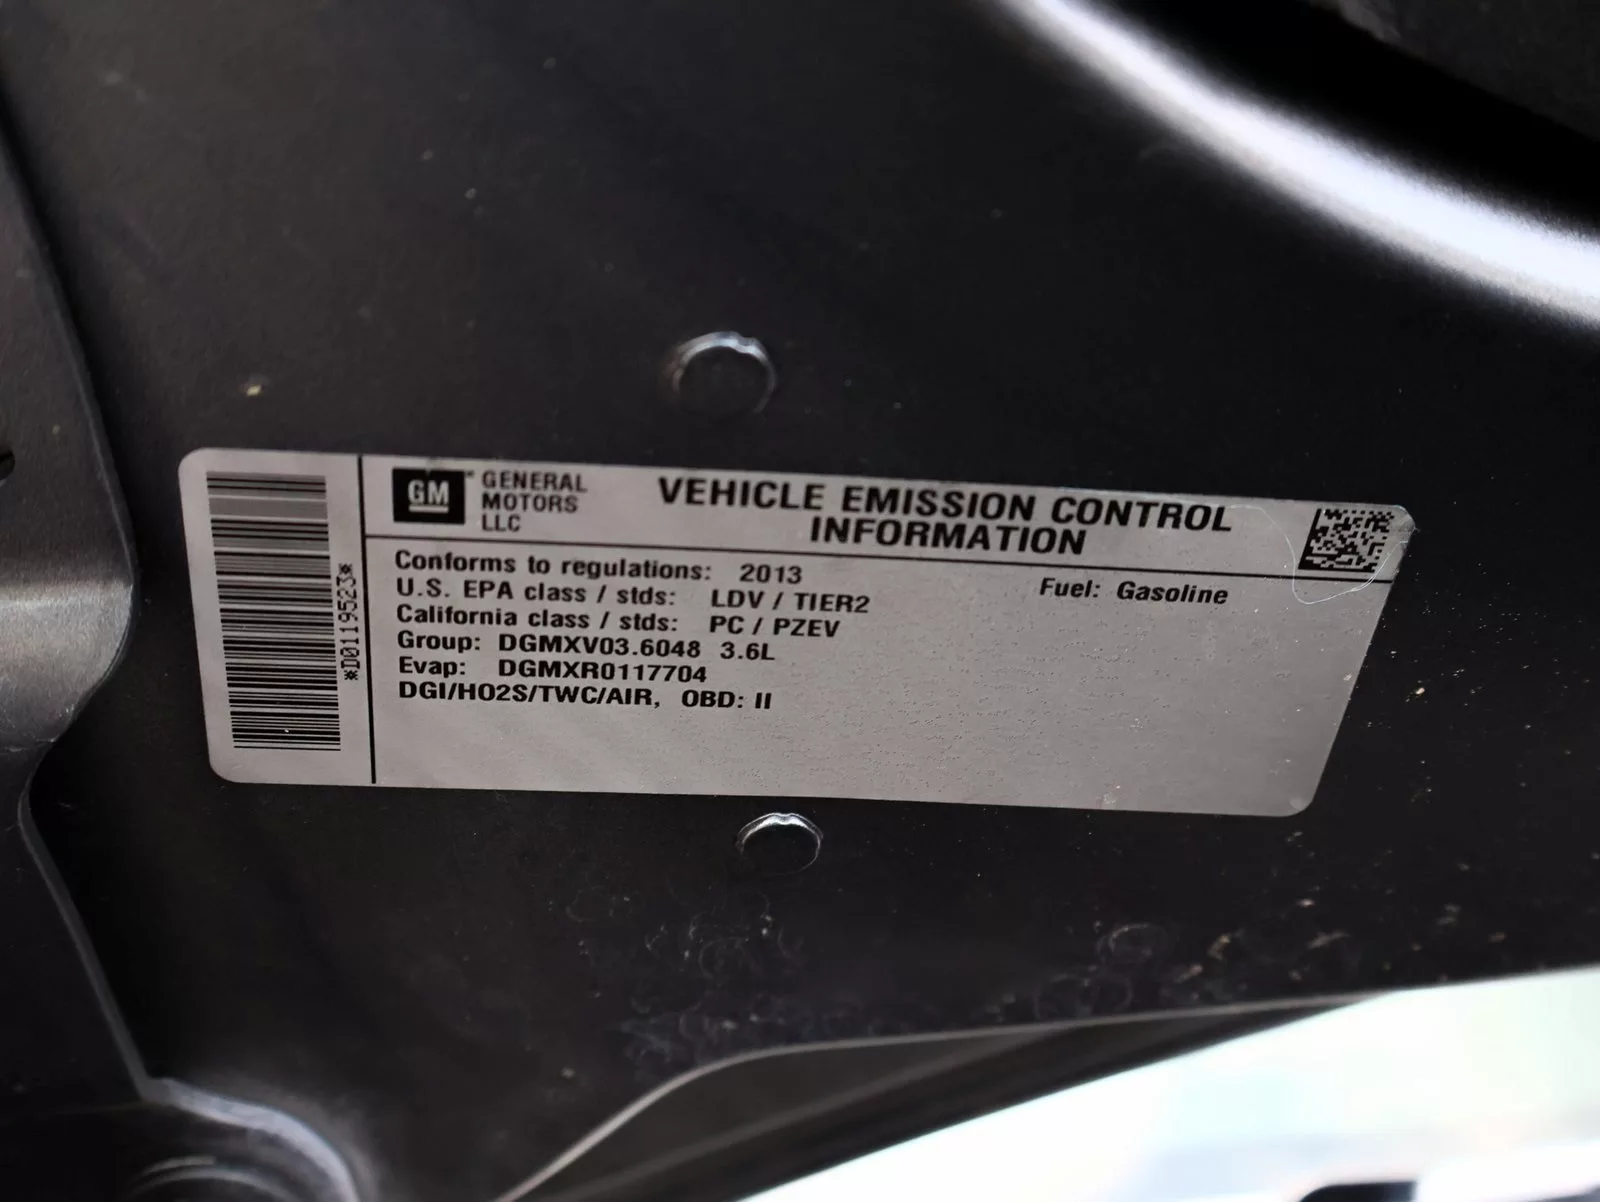 GM
GENERAL
MOTORS
LLC
VEHICLE EMISSION CONTROL
INFORMATION
Conforms to regulations: 2013
Fuel: Gasoline
U.S. EPA class / stds: LDV / TIER2
California class / stds: PC / PZEV
Group: DGMXV03.6048 3.6L
Evap: DGMXR0117704
DGI/HO2S/TWC/AIR, OBD: II
*D0119523*